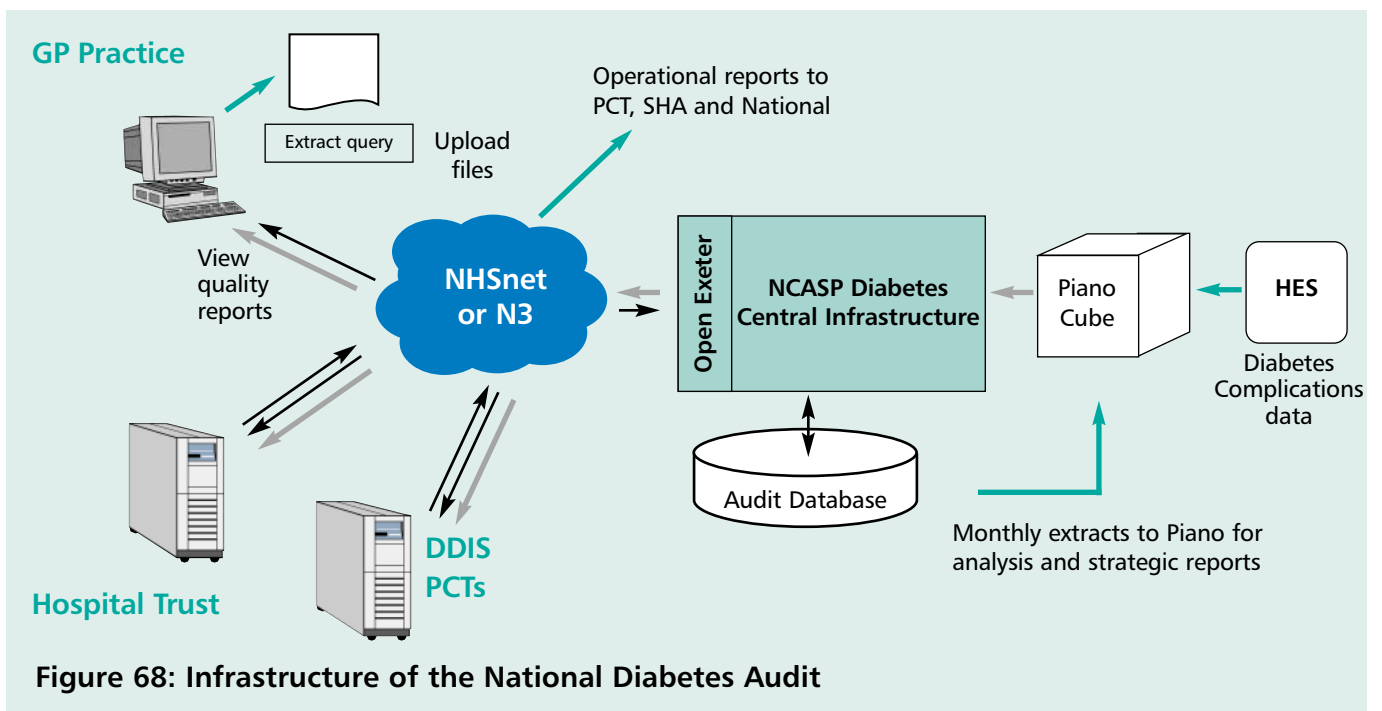 GP Practice
Extract query
Upload
files
Operational reports to
PCT, SHA and National
View
quality
reports
NHSnet
or N3
Open Exeter
NCASP Diabetes
Central Infrastructure
Piano
Cube
HES
Diabetes
Complications
data
Audit Database
Monthly extracts to Piano for
analysis and strategic reports
DDIS
PCTs
Hospital Trust
Figure 68: Infrastructure of the National Diabetes Audit